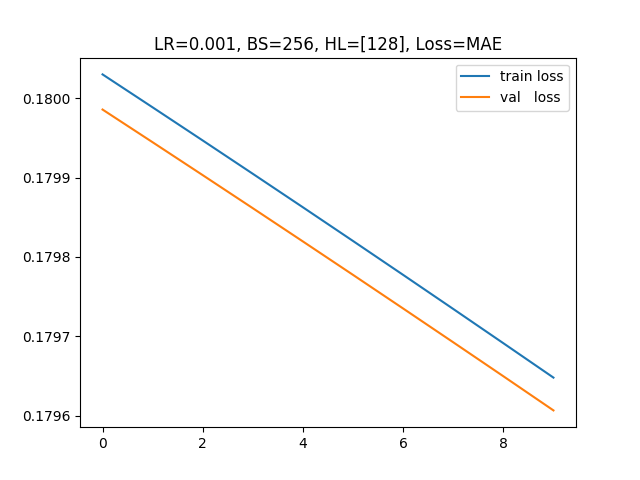 LR=0.001, BS=256, HL=[128], Loss=MAE
train loss
val loss
0.1800
0.1799
0.1798
0.1797
0.1796
0 2 4 6 8